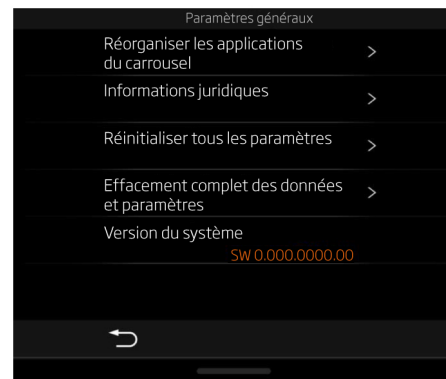 Paramètres généraux
Réorganiser les applications
du carrousel
Informations juridiques
Réinitialiser tous les paramètres
Effacement complet des données
et paramètres
Version du système
SW 0.000.0000.00